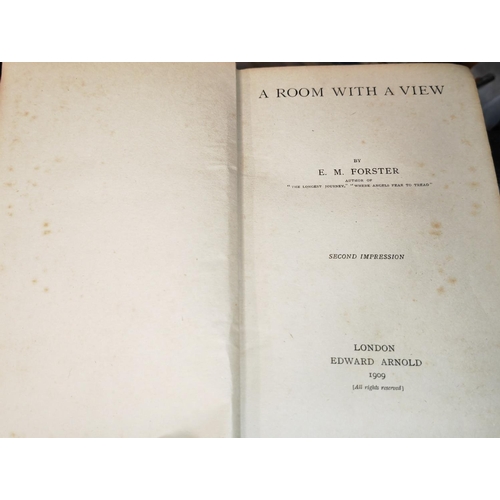 A ROOM WITH A VIEW
BY
E. M. FORSTER
AUTHOR OF
"THE LONGEST JOURNEY," "WHERE ANGELS FEAR TO TREAD"
SECOND IMPRESSION
LONDON
EDWARD ARNOLD
1909
(All rights reserved)